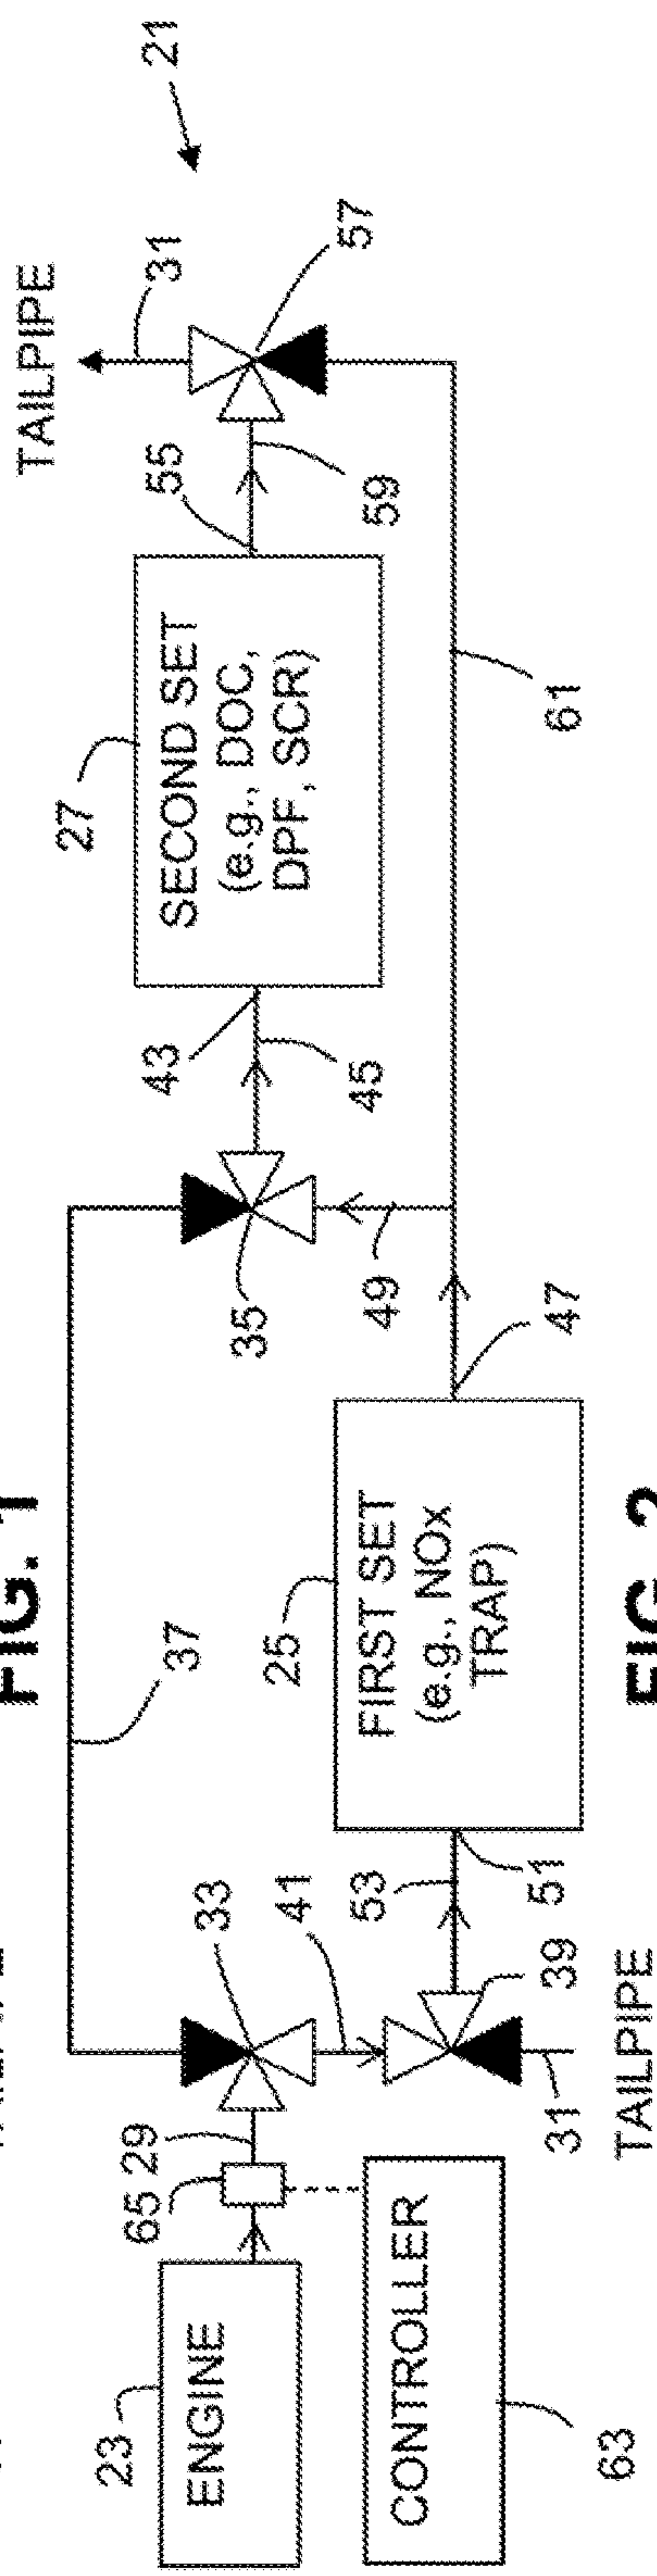 FIG. 1
TAILPIPE
21
31
27
55
43
37
23
65
29
33
35
57
ENGINE
SECOND SET
(e.g., DOC,
DPF, SCR)
41
25
49
45
59
CONTROLLER
53
FIRST SET
(e.g., NOx
TRAP)
63
31
39
51
47
61
TAILPIPE
FIG. 2